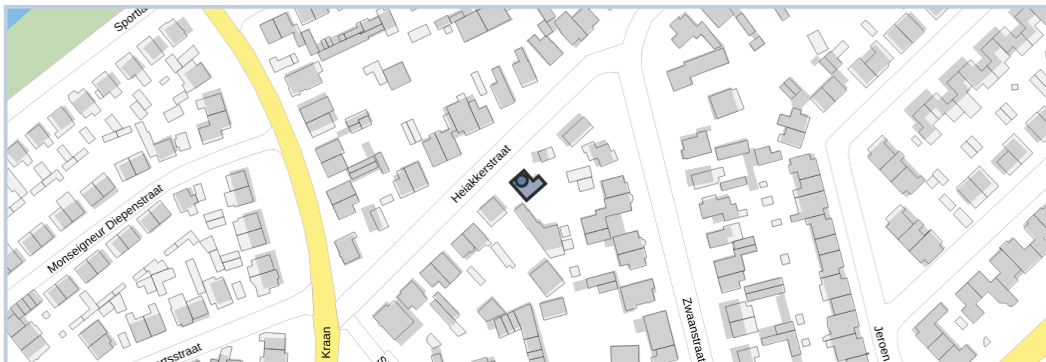 Heiakkerstraat
Monseigneur Diepenstraat
Kraan
Zwaanstraat
Jeroen